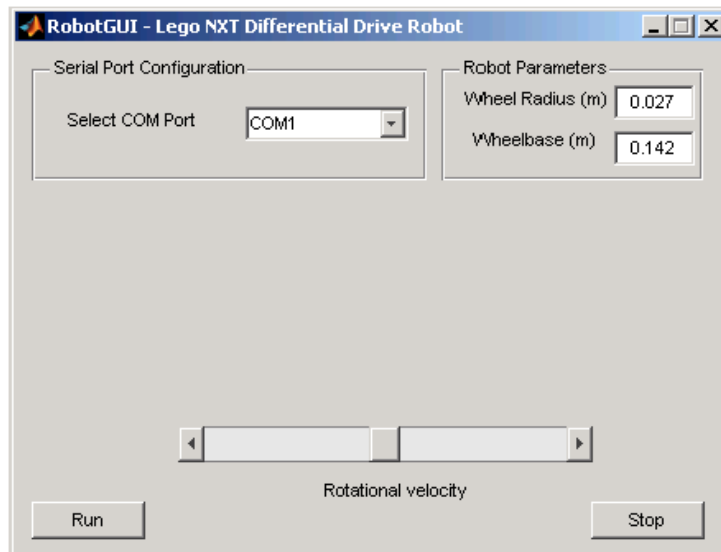 RobotGUI - Lego NXT Differential Drive Robot
Serial Port Configuration
Select COM Port
COM1
Robot Parameters
Wheel Radius (m) 0.027
Wheelbase (m) 0.142
Rotational velocity
Run
Stop